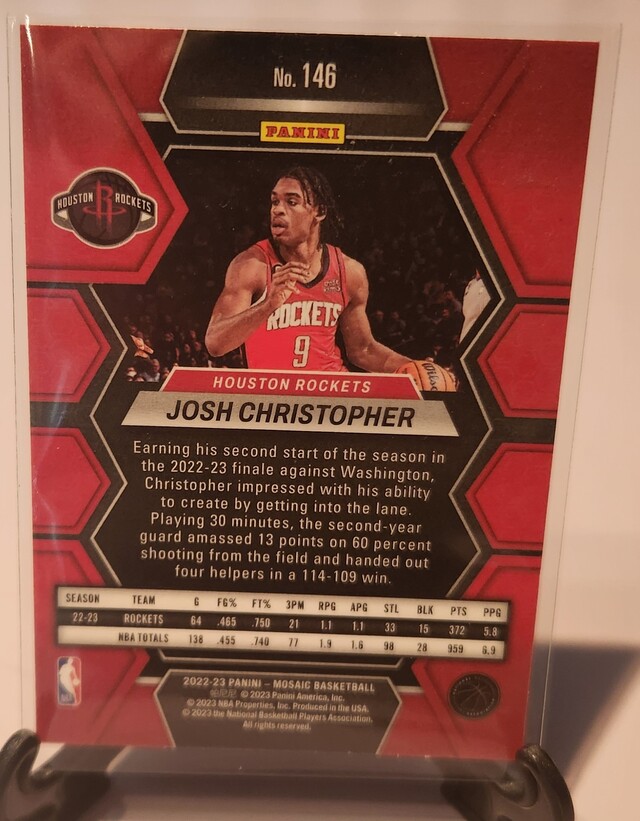 No. 146
PANINI
HOUSTON ROCKETS
ROCKETS
9
HOUSTON ROCKETS
JOSH CHRISTOPHER
Earning his second start of the season in
the 2022-23 finale against Washington,
Christopher impressed with his ability
to create by getting into the lane.
Playing 30 minutes, the second-year
guard amassed 13 points on 60 percent
shooting from the field and handed out
four helpers in a 114-109 win.
SEASON TEAM G FG% FT% 3PM RPG APG STL BLK PTS PPG
22-23 ROCKETS 64 .465 .750 21 1.1 1.1 33 15 372 5.8
NBA TOTALS 138 .455 .740 77 1.9 1.6 98 28 959 6.9
2022-23 PANINI – MOSAIC BASKETBALL
© 2023 Panini America, Inc.
© 2023 NBA Properties, Inc. Produced in the USA.
© 2023 the National Basketball Players Association.
All rights reserved.